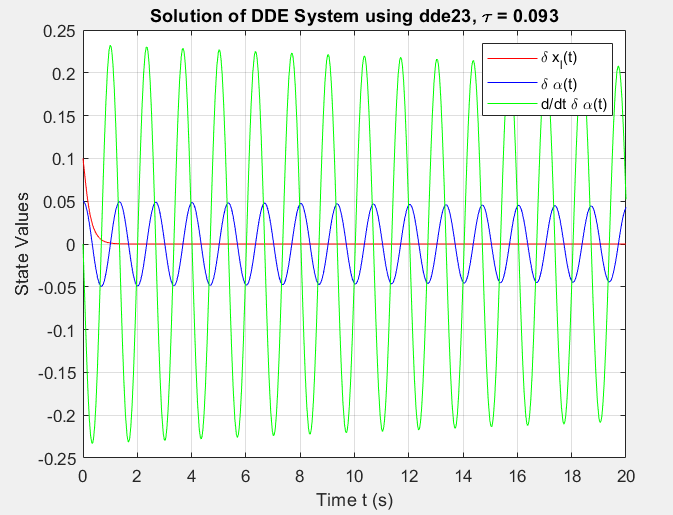 Solution of DDE System using dde23, τ = 0.093
0.25
0.2
0.15
0.1
0.05
0
-0.05
-0.1
-0.15
-0.2
-0.25
State Values
δ x_l(t)
δ α(t)
d/dt δ α(t)
0 2 4 6 8 10 12 14 16 18 20
Time t (s)